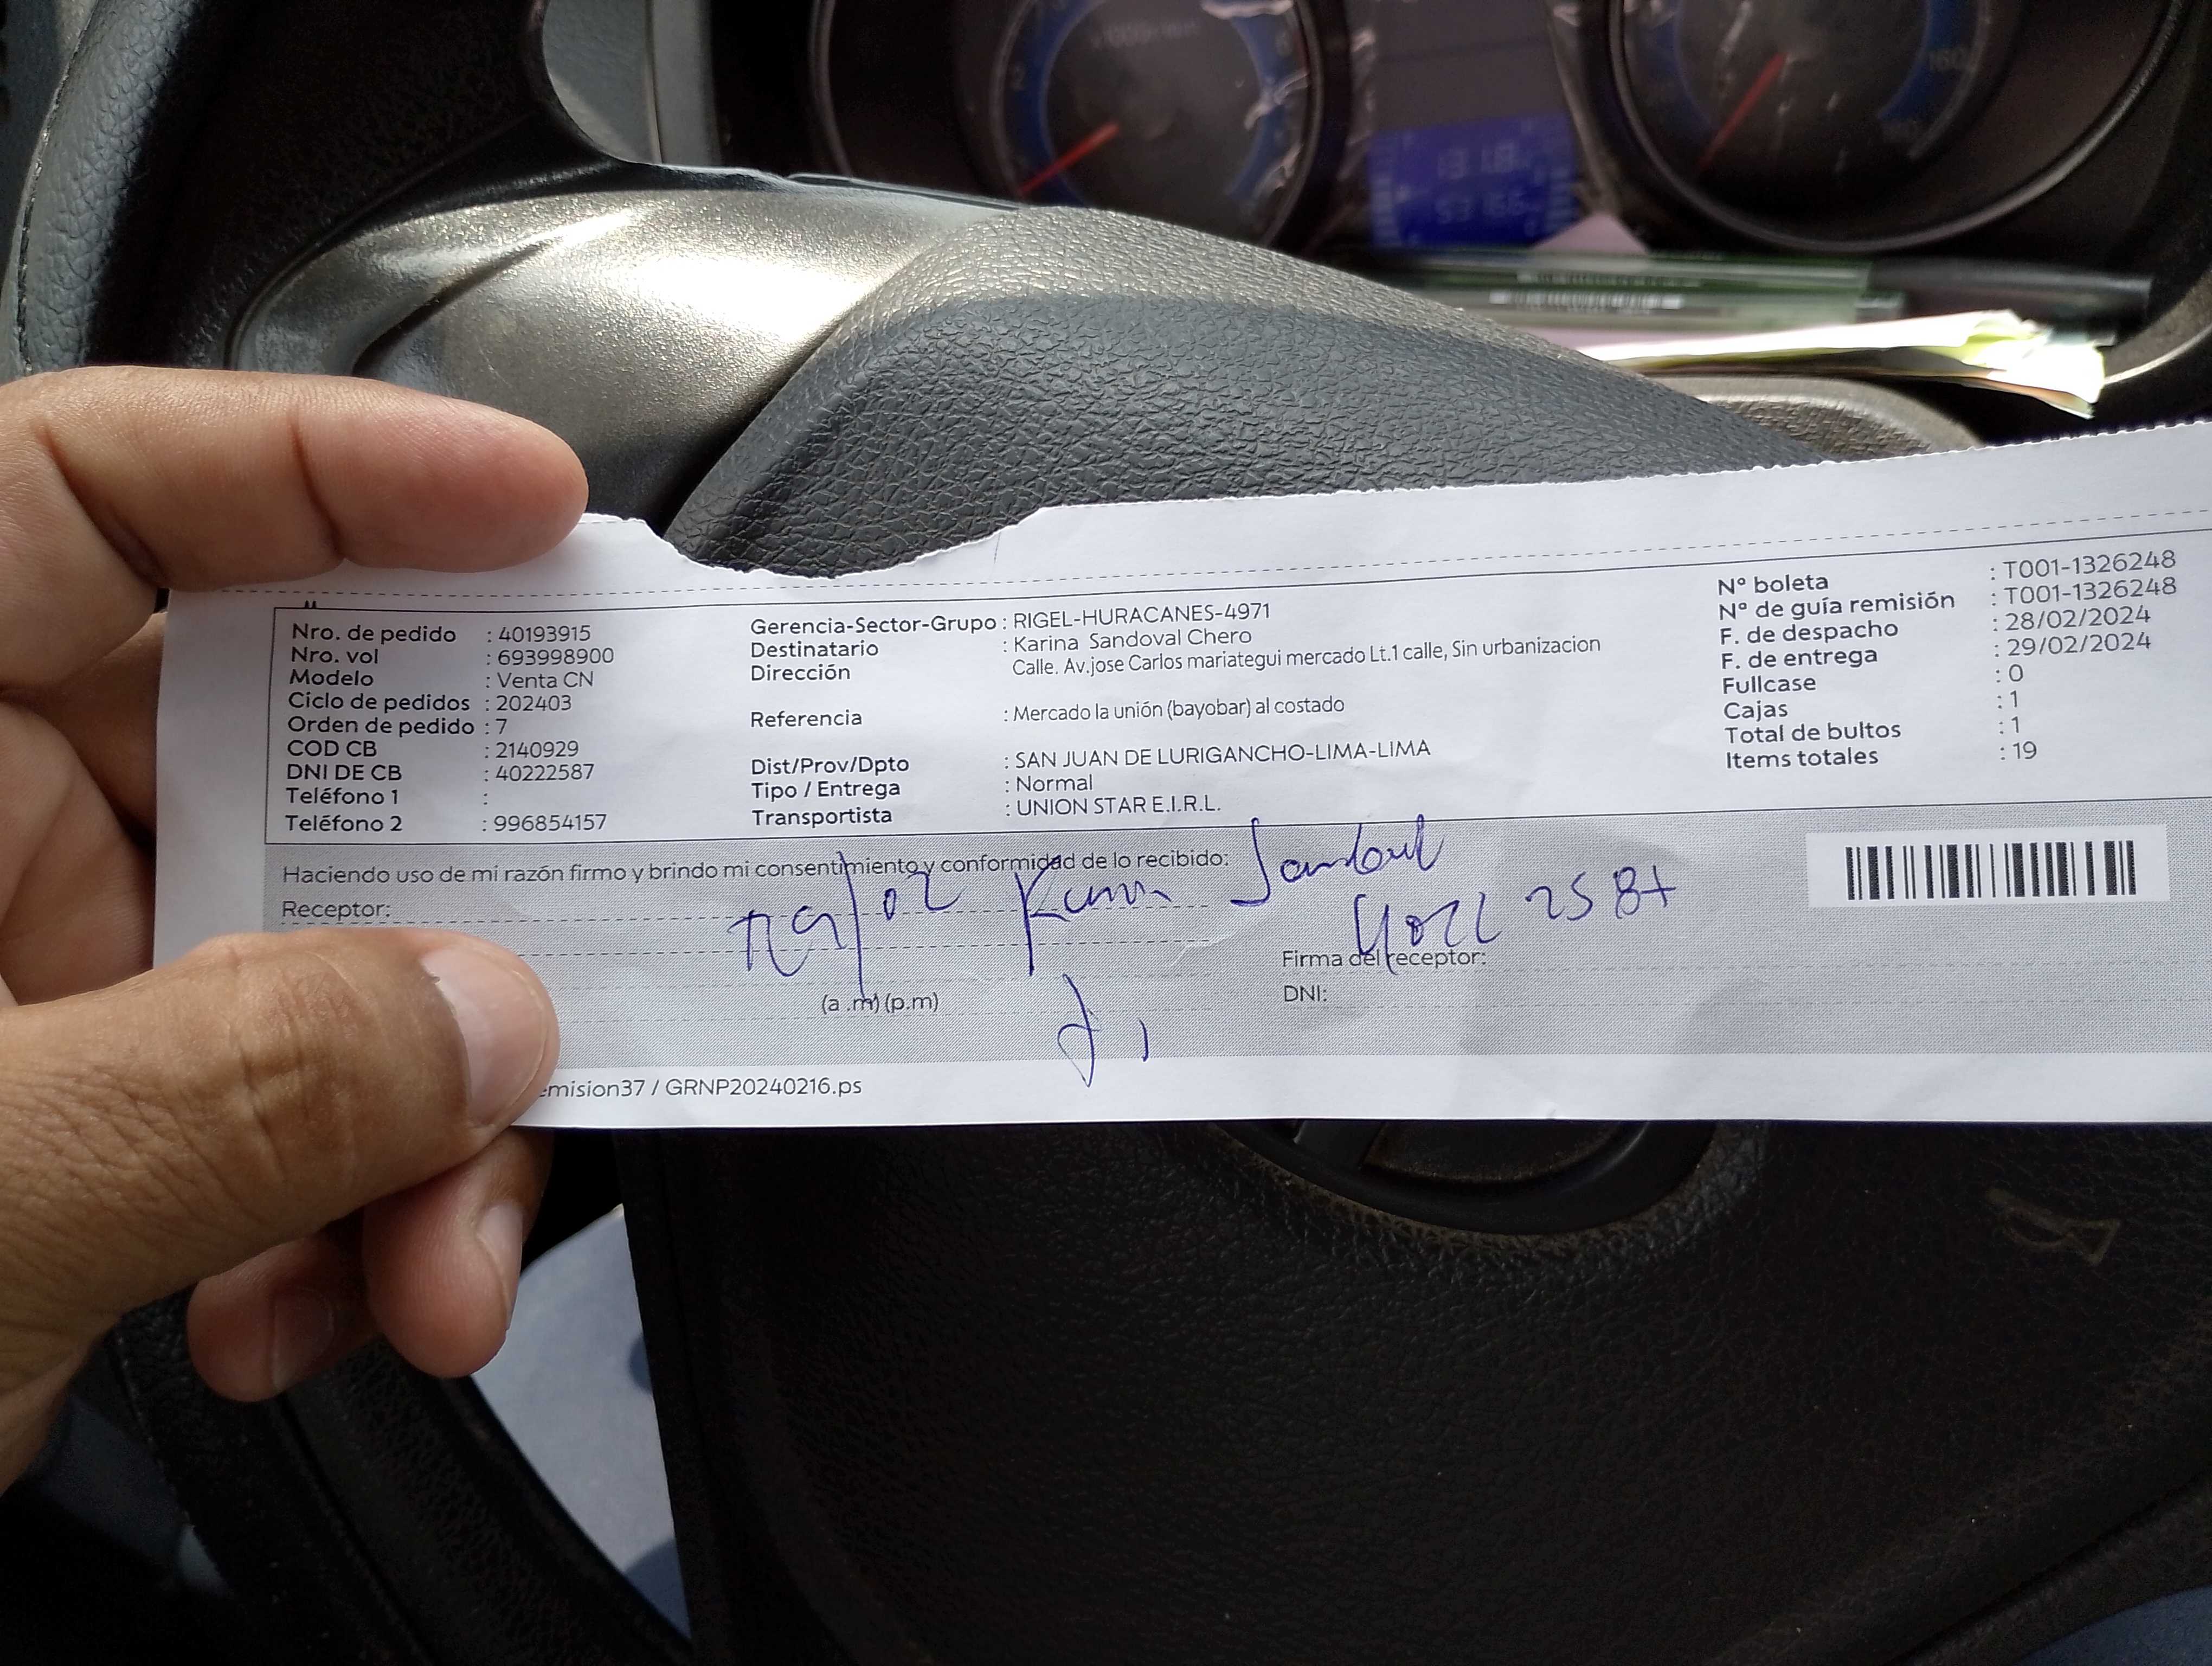 Nro. de pedido : 40193915
Nro. vol : 693998900
Modelo : Venta CN
Ciclo de pedidos : 202403
Orden de pedido : 7
COD CB : 2140929
DNI DE CB : 40222587
Teléfono 1 :
Teléfono 2 : 996854157
Gerencia-Sector-Grupo : RIGEL-HURACANES-4971
Destinatario : Karina Sandoval Chero
Dirección Calle. Av.jose Carlos mariategui mercado Lt.1 calle, Sin urbanizacion
Referencia : Mercado la unión (bayobar) al costado
Dist/Prov/Dpto : SAN JUAN DE LURIGANCHO-LIMA-LIMA
Tipo / Entrega : Normal
Transportista : UNION STAR E.I.R.L.
Nº boleta : T001-1326248
Nº de guía remisión : T001-1326248
F. de despacho : 28/02/2024
F. de entrega : 29/02/2024
Fullcase : 0
Cajas : 1
Total de bultos : 1
Items totales : 19
Haciendo uso de mi razón firmo y brindo mi consentimiento y conformidad de lo recibido:
Receptor:
29/02 Sandoval
40222587
Firma del receptor:
(a .m) (p.m)
DNI:
emision37 / GRNP20240216.ps
160